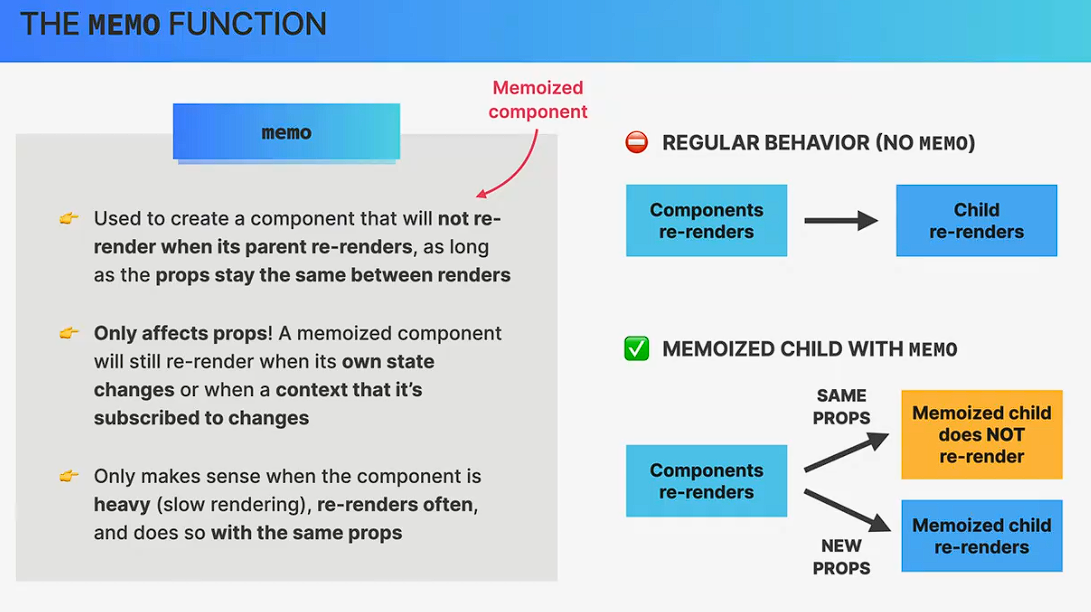 THE MEMO FUNCTION
Memoized
component
memo
👉 Used to create a component that will not re-
render when its parent re-renders, as long
as the props stay the same between renders
👉 Only affects props! A memoized component
will still re-render when its own state
changes or when a context that it’s
subscribed to changes
👉 Only makes sense when the component is
heavy (slow rendering), re-renders often,
and does so with the same props
⛔ REGULAR BEHAVIOR (NO MEMO)
Components
re-renders
Child
re-renders
✅ MEMOIZED CHILD WITH MEMO
Components
re-renders
SAME
PROPS
Memoized child
does NOT
re-render
NEW
PROPS
Memoized child
re-renders